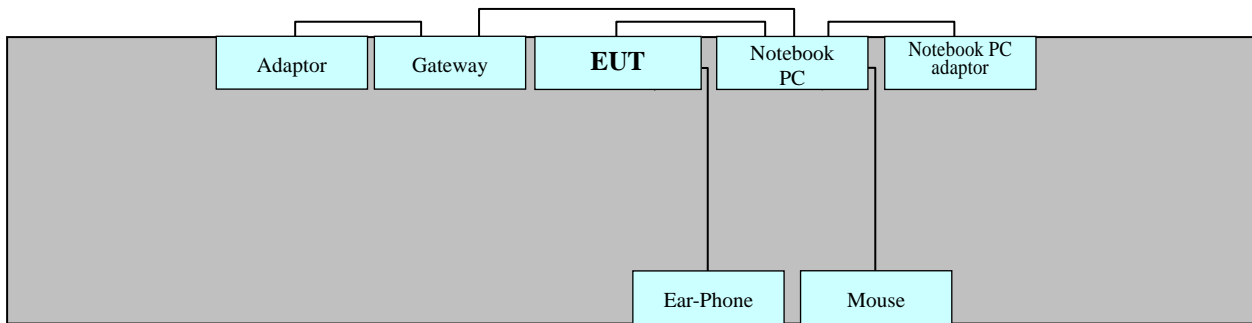 Adaptor
Gateway
EUT
Notebook
PC
Notebook PC
adaptor
Ear-Phone
Mouse